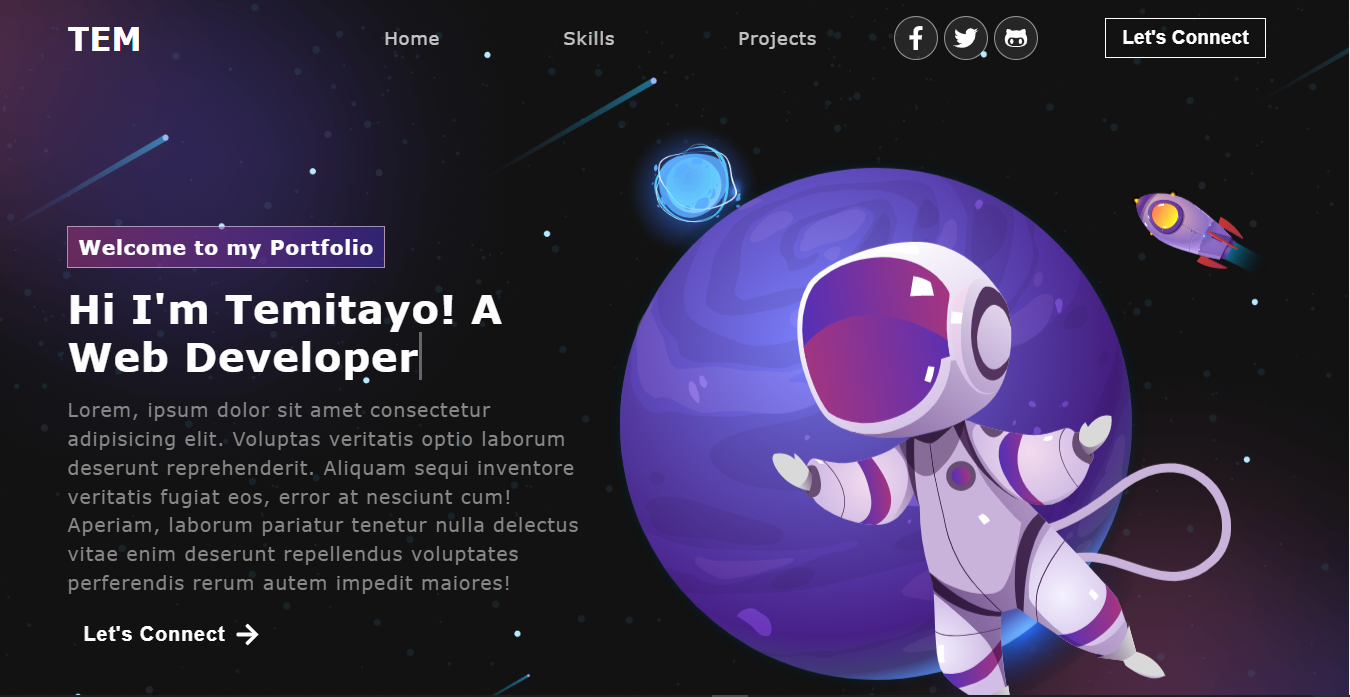 TEM
Home
Skills
Projects
Let's Connect
Welcome to my Portfolio
Hi I'm Temitayo! A
Web Developer
Lorem, ipsum dolor sit amet consectetur
adipisicing elit. Voluptas veritatis optio laborum
deserunt reprehenderit. Aliquam sequi inventore
veritatis fugiat eos, error at nesciunt cum!
Aperiam, laborum pariatur tenetur nulla delectus
vitae enim deserunt repellendus voluptates
perferendis rerum autem impedit maiores!
Let's Connect